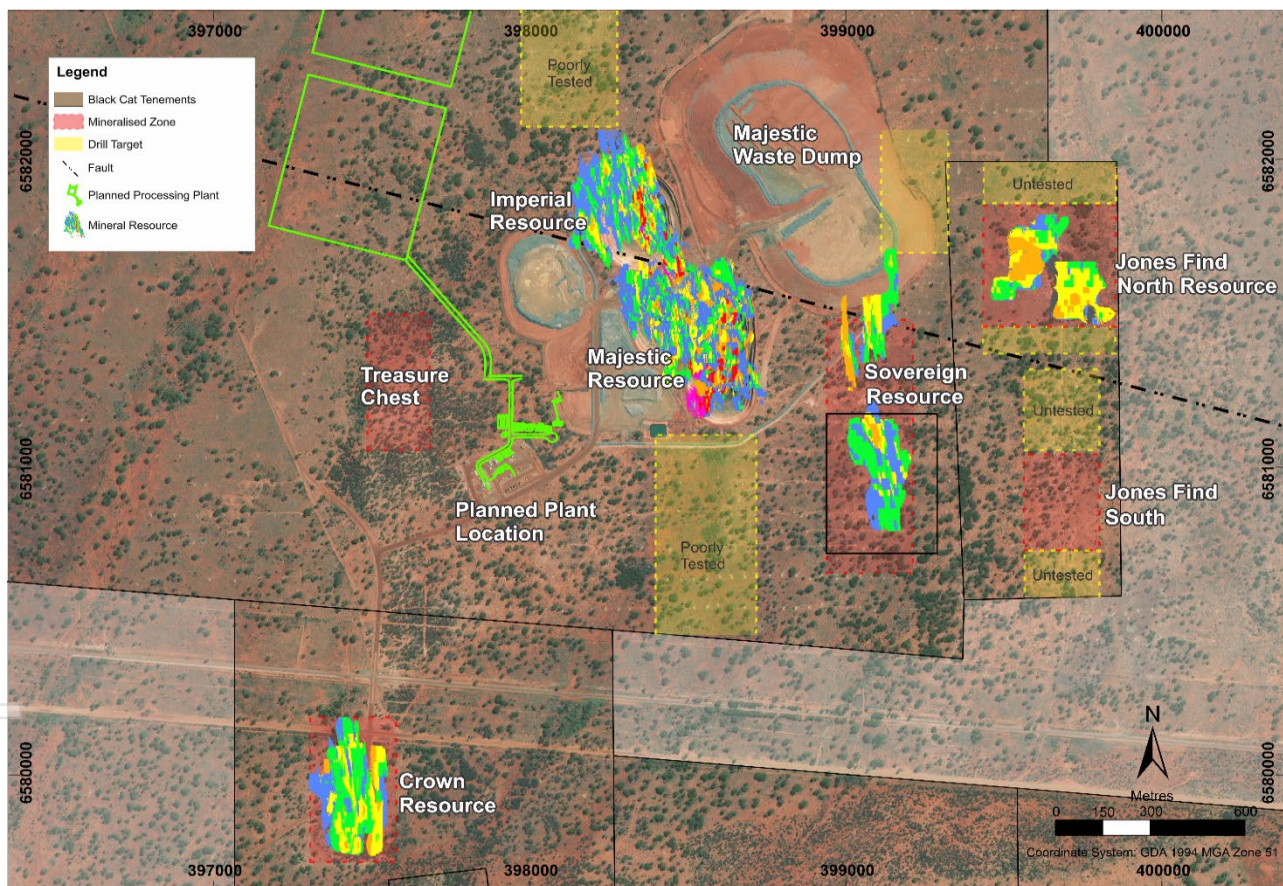 397000
398000
399000
400000
Legend
Black Cat Tenements
Mineralised Zone
Drill Target
Fault
Planned Processing Plant
Mineral Resource
6582000
6582000
Poorly
Tested
Majestic
Waste Dump
Imperial
Resource
Untested
Jones Find
North Resource
Majestic
Resource
Treasure
Chest
Sovereign
Resource
Untested
6581000
6581000
Planned Plant
Location
Jones Find
South
Poorly
Tested
Untested
6580000
6580000
Crown
Resource
N
Metres
0 150 300 600
Coordinate System: GDA 1994 MGA Zone 51
397000
398000
399000
400000